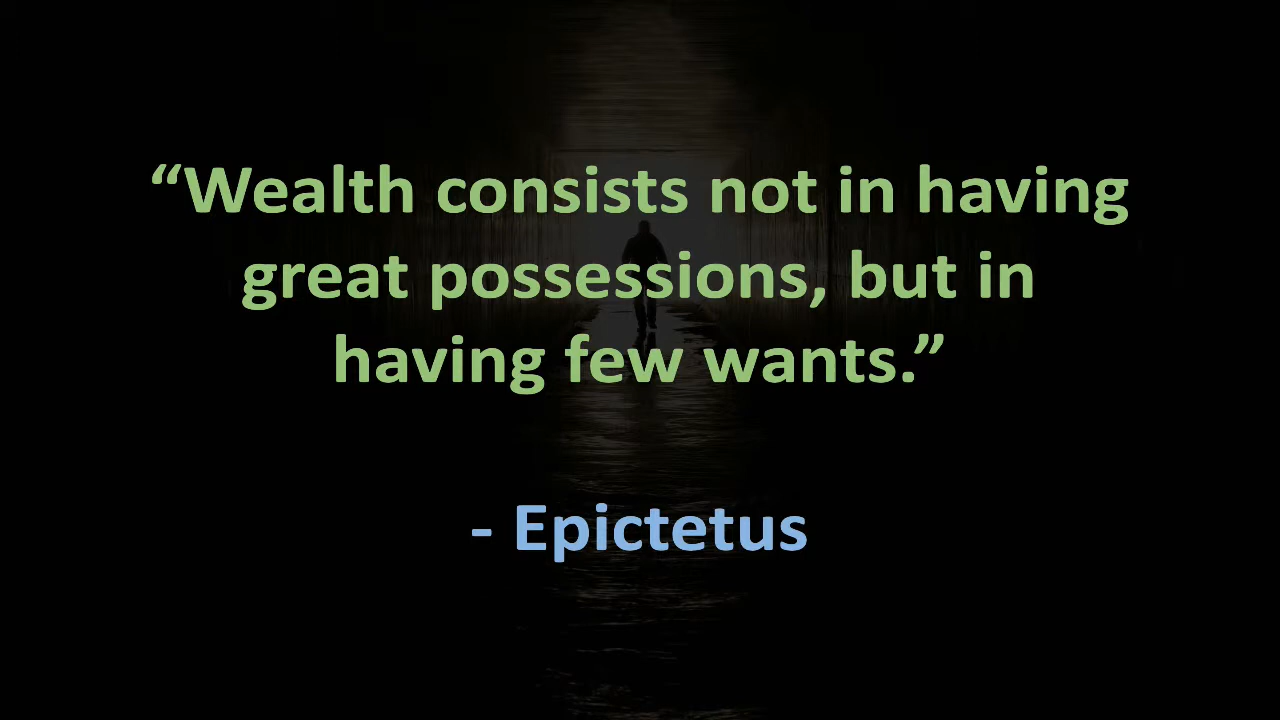 “Wealth consists not in having
great possessions, but in
having few wants.”
- Epictetus